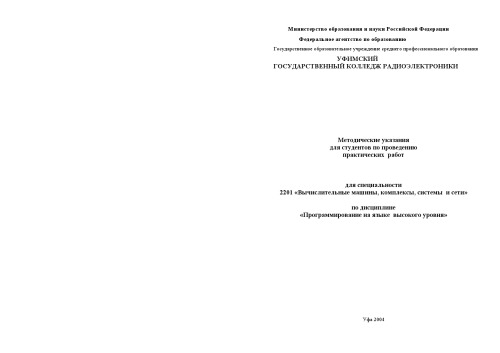 Министерство образования и науки Российской Федерации
Федеральное агентство по образованию
Государственное образовательное учреждение среднего профессионального образования
УФИМСКИЙ
ГОСУДАРСТВЕННЫЙ КОЛЛЕДЖ РАДИОЭЛЕКТРОНИКИ
Методические указания
для студентов по проведению
практических работ
для специальности
2201 «Вычислительные машины, комплексы, системы и сети»
по дисциплине
«Программирование на языке высокого уровня»
Уфа 2004